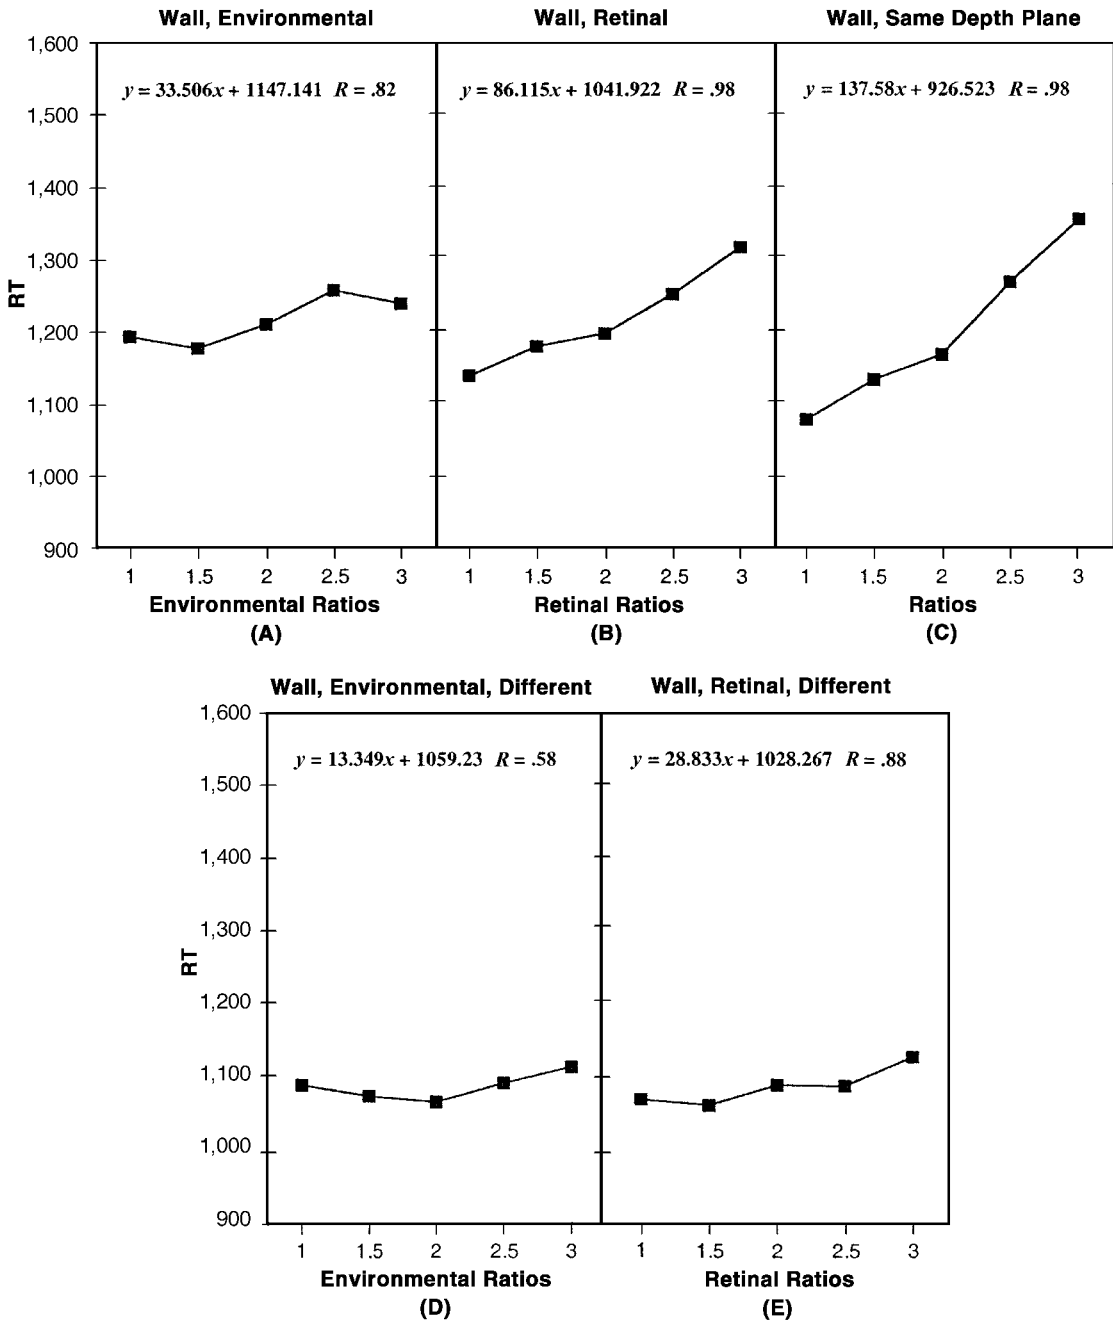 Wall, Environmental
Wall, Retinal
Wall, Same Depth Plane
y = 33.506x + 1147.141 R = .82
y = 86.115x + 1041.922 R = .98
y = 137.58x + 926.523 R = .98
RT
1,600
1,500
1,400
1,300
1,200
1,100
1,000
900
1 1.5 2 2.5 3
1 1.5 2 2.5 3
1 1.5 2 2.5 3
Environmental Ratios
Retinal Ratios
Ratios
(A)
(B)
(C)
Wall, Environmental, Different
Wall, Retinal, Different
y = 13.349x + 1059.23 R = .58
y = 28.833x + 1028.267 R = .88
RT
1,600
1,500
1,400
1,300
1,200
1,100
1,000
900
1 1.5 2 2.5 3
1 1.5 2 2.5 3
Environmental Ratios
Retinal Ratios
(D)
(E)